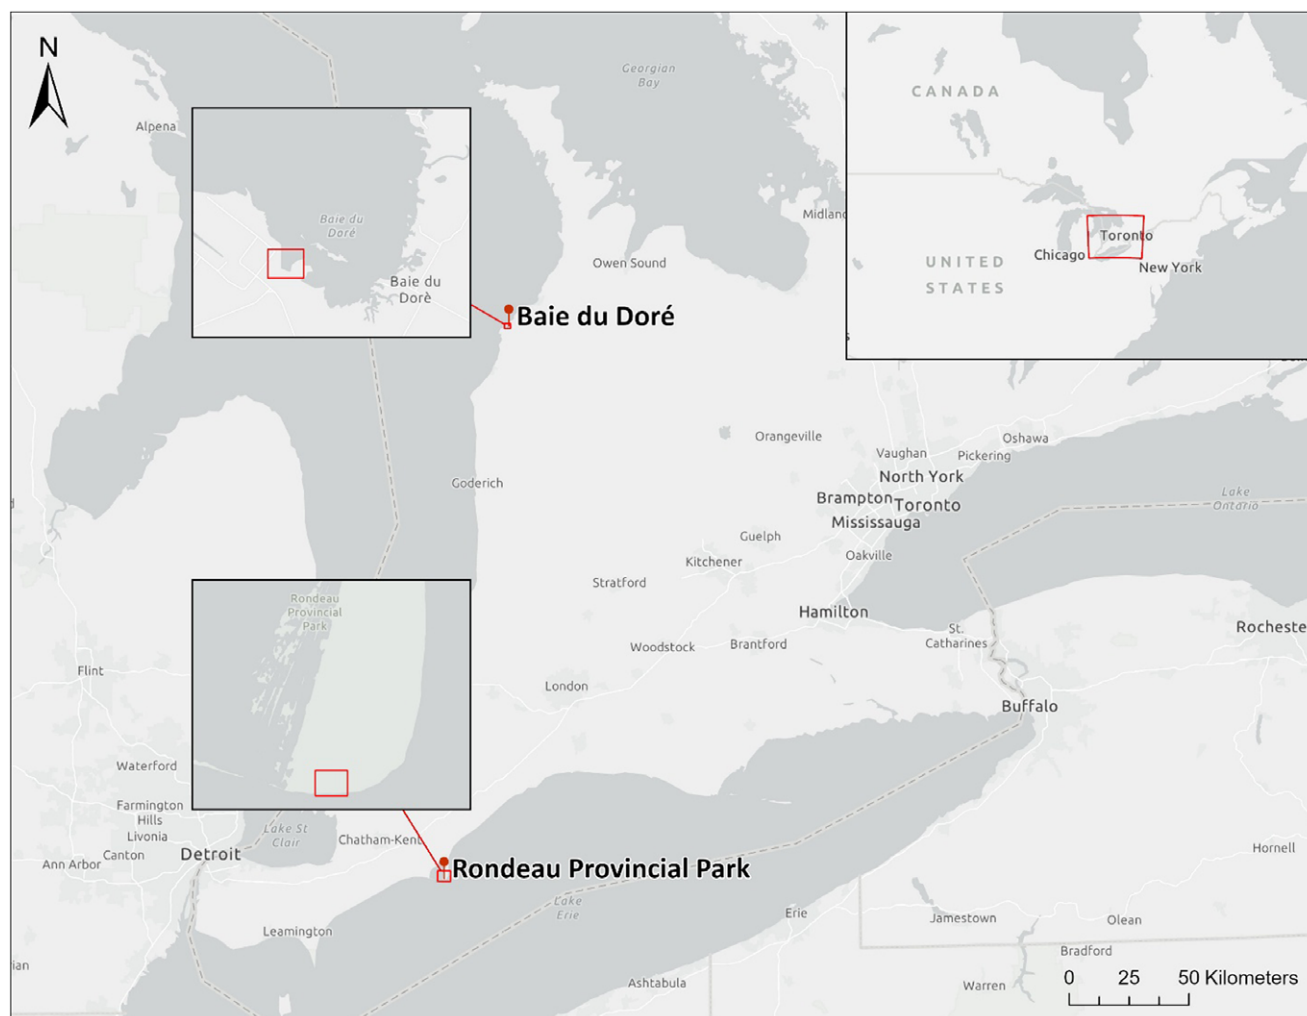 N
Georgian
Bay
CANADA
Alpena
Midland
Baie du
Doré
Owen Sound
Toronto
Chicago
New York
UNITED
STATES
Baie du
Dorè
Baie du Doré
Orangeville
Vaughan
Oshawa
Pickering
North York
Goderich
Brampton
Toronto
Mississauga
Lake
Ontario
Guelph
Oakville
Kitchener
Stratford
Rondeau
Provincial
Park
Hamilton
St.
Catharines
Rocheste
Woodstock
Brantford
Flint
London
Buffalo
Waterford
Farmington
Hills
Livonia
Lake St
Clair
Chatham-Kent
Canton
Ann Arbor
Detroit
Hornell
Rondeau Provincial Park
Lake
Erie
Erie
Jamestown
Olean
Leamington
Bradford
ian
Ashtabula
Warren
0 25 50 Kilometers